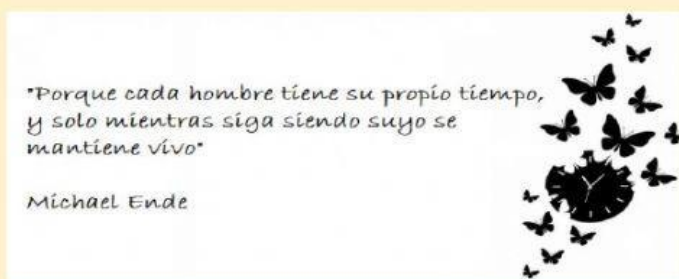 "Porque cada hombre tiene su propio tiempo,
y solo mientras siga siendo suyo se
mantiene vivo"
Michael Ende